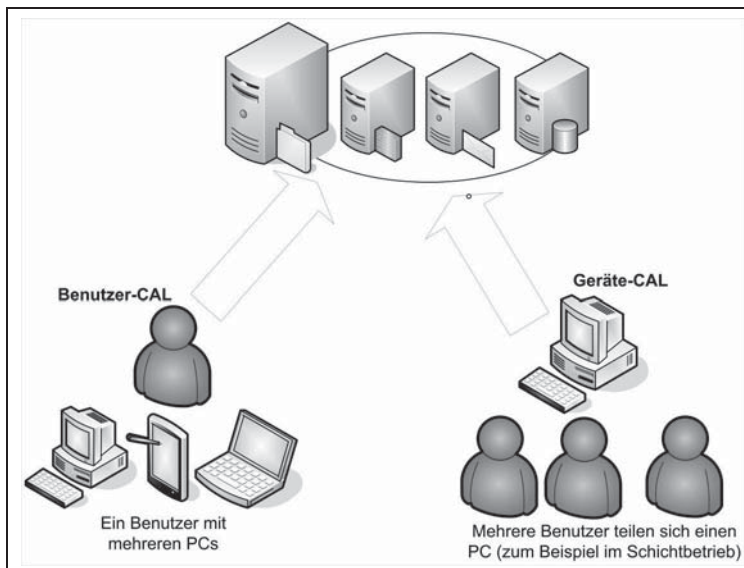 Benutzer-CAL
Ein Benutzer mit
mehreren PCs
Geräte-CAL
Mehrere Benutzer teilen sich einen
PC (zum Beispiel im Schichtbetrieb)